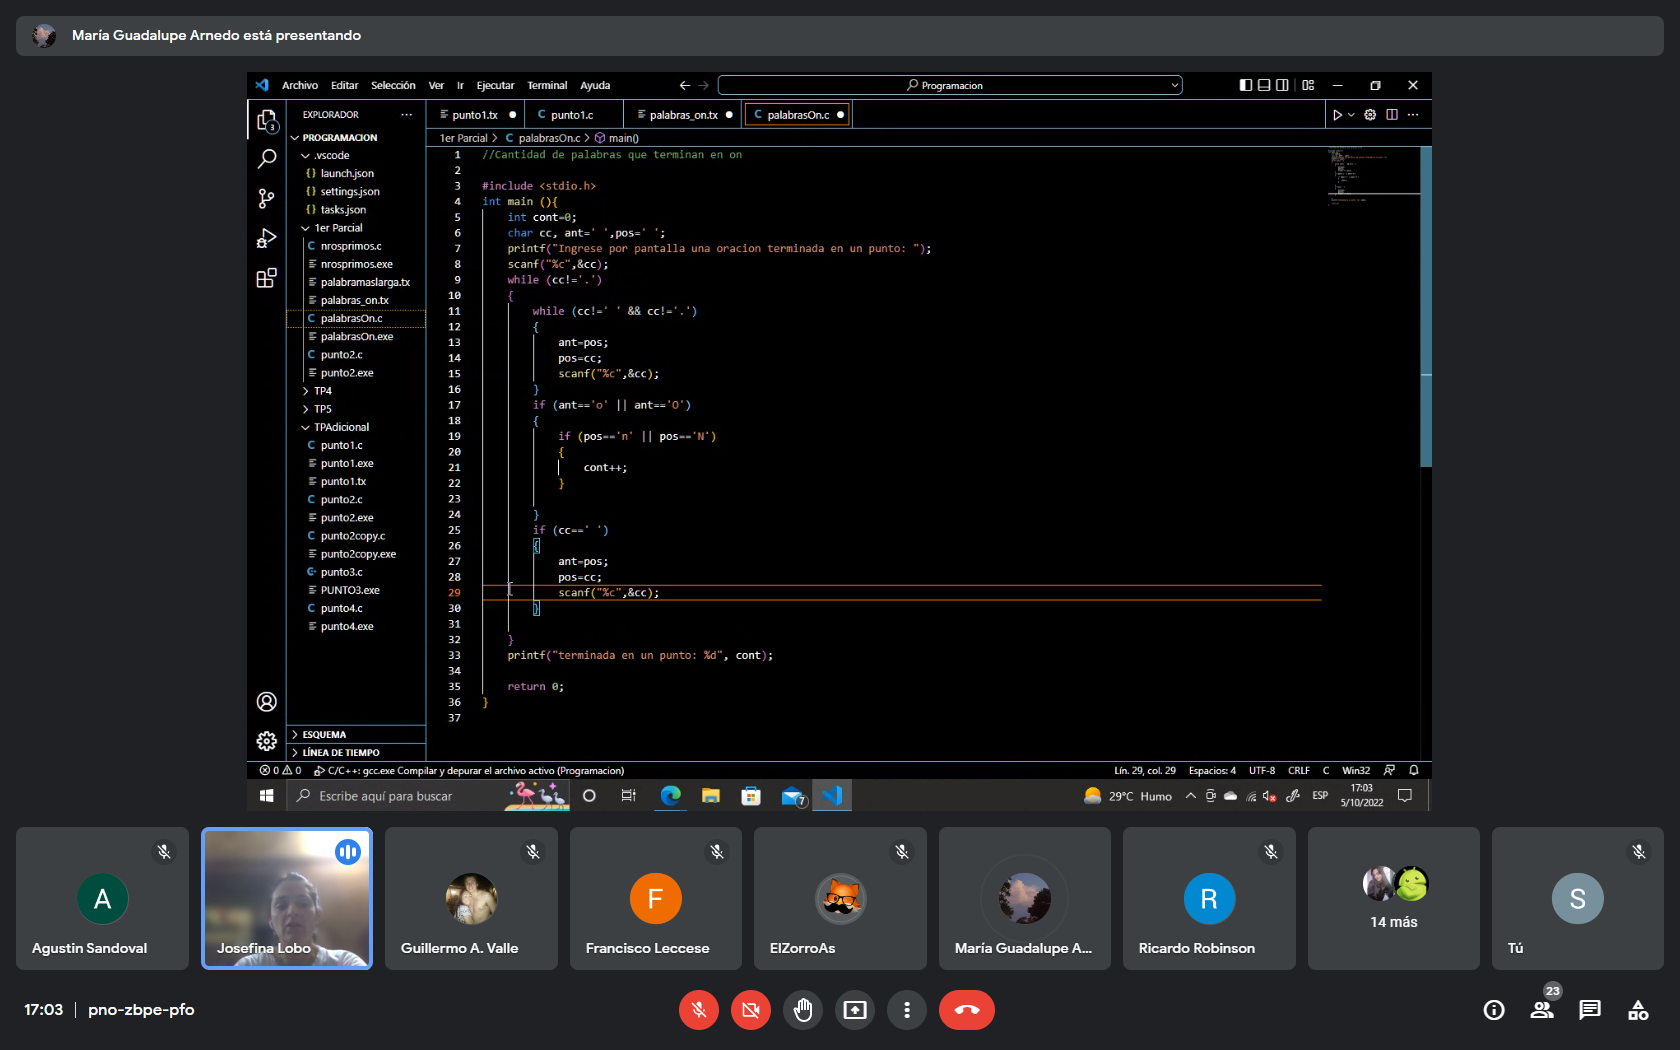 María Guadalupe Arnedo está presentando
Archivo Editar Selección Ver Ir Ejecutar Terminal Ayuda
Programacion
EXPLORADOR
PROGRAMACION
.vscode
launch.json
settings.json
tasks.json
1er Parcial
nrosprimos.c
nrosprimos.exe
palabramaslarga.tx
palabras_on.tx
palabrasOn.c
palabrasOn.exe
punto2.c
punto2.exe
TP4
TP5
TPAdicional
punto1.c
punto1.exe
punto1.tx
punto2.c
punto2.exe
punto2copy.c
punto2copy.exe
punto3.c
PUNTO3.exe
punto4.c
punto4.exe
ESQUEMA
LÍNEA DE TIEMPO
punto1.tx punto1.c palabras_on.tx palabrasOn.c
1er Parcial > C palabrasOn.c > main()
1 //Cantidad de palabras que terminan en on
2
3 #include <stdio.h>
4 int main (){
5 int cont=0;
6 char cc, ant=' ',pos=' ';
7 printf("Ingrese por pantalla una oracion terminada en un punto: ");
8 scanf("%c",&cc);
9 while (cc!='.')
10 {
11 while (cc!=' ' && cc!='.')
12 {
13 ant=pos;
14 pos=cc;
15 scanf("%c",&cc);
16 }
17 if (ant=='o' || ant=='O')
18 {
19 if (pos=='n' || pos=='N')
20 {
21 cont++;
22 }
23
24 }
25 if (cc==' ')
26 {
27 ant=pos;
28 pos=cc;
29 scanf("%c",&cc);
30 }
31
32 }
33 printf("terminada en un punto: %d", cont);
34
35 return 0;
36 }
37
0 0 C/C++: gcc.exe Compilar y depurar el archivo activo (Programacion)
Lín. 29, col. 29 Espacios: 4 UTF-8 CRLF C Win32
Escribe aquí para buscar
7
29°C Humo
ESP
17:03
5/10/2022
A
Agustin Sandoval
Josefina Lobo
Guillermo A. Valle
F
Francisco Leccese
ElZorroAs
María Guadalupe A...
R
Ricardo Robinson
14 más
S
Tú
17:03 | pno-zbpe-pfo
23